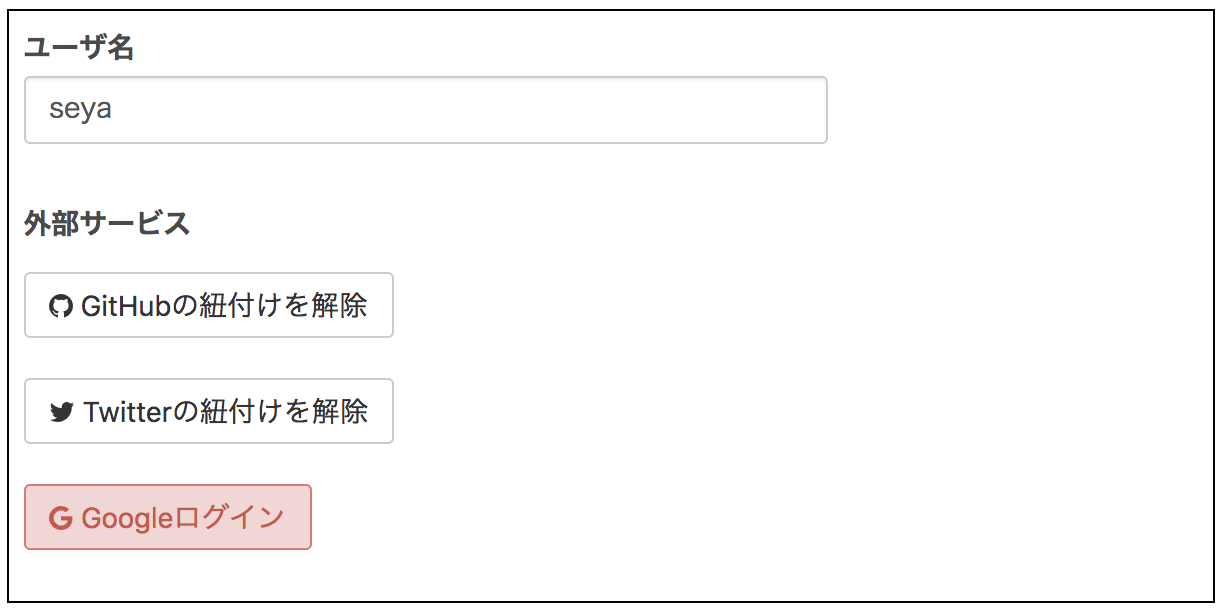 ユーザ名
seya
外部サービス
GitHubの紐付けを解除
Twitterの紐付けを解除
Googleログイン